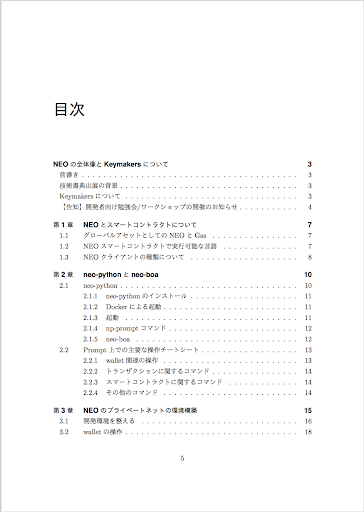 目次
NEO の全体像と Keymakers について 3
前書き . . . . . . . . . . . . . . . . . . . . . . . . . . . . . . . . 3
技術書典出展の背景 . . . . . . . . . . . . . . . . . . . . . . . . . . 3
Keymakers について . . . . . . . . . . . . . . . . . . . . . . . . . . 3
【告知】開発者向け勉強会/ワークショップの開催のお知らせ . . . . . . . . 4
第 1 章 NEO とスマートコントラクトについて 7
1.1 グローバルアセットとしての NEO と Gas . . . . . . . . . . . . . . 7
1.2 NEO スマートコントラクトで実行可能な言語 . . . . . . . . . . . . 7
1.3 NEO クライアントの種類について . . . . . . . . . . . . . . . . . 8
第 2 章 neo-python と neo-boa 10
2.1 neo-python . . . . . . . . . . . . . . . . . . . . . . . . . . . . 10
2.1.1 neo-python のインストール . . . . . . . . . . . . . . . . . . 11
2.1.2 Docker による起動 . . . . . . . . . . . . . . . . . . . . . . 11
2.1.3 起動 . . . . . . . . . . . . . . . . . . . . . . . . . . . . 11
2.1.4 np-prompt コマンド . . . . . . . . . . . . . . . . . . . . . 12
2.1.5 neo-boa . . . . . . . . . . . . . . . . . . . . . . . . . . 12
2.2 Prompt 上での主要な操作チートシート . . . . . . . . . . . . . . . 13
2.2.1 wallet 関連の操作 . . . . . . . . . . . . . . . . . . . . . . 13
2.2.2 トランザクションに関するコマンド . . . . . . . . . . . . . . 14
2.2.3 スマートコントラクトに関するコマンド . . . . . . . . . . . . 14
2.2.4 その他のコマンド . . . . . . . . . . . . . . . . . . . . . . 14
第 3 章 NEO のプライベートネットの環境構築 15
3.1 開発環境を整える . . . . . . . . . . . . . . . . . . . . . . . . 16
3.2 wallet の操作 . . . . . . . . . . . . . . . . . . . . . . . . . . 18
5